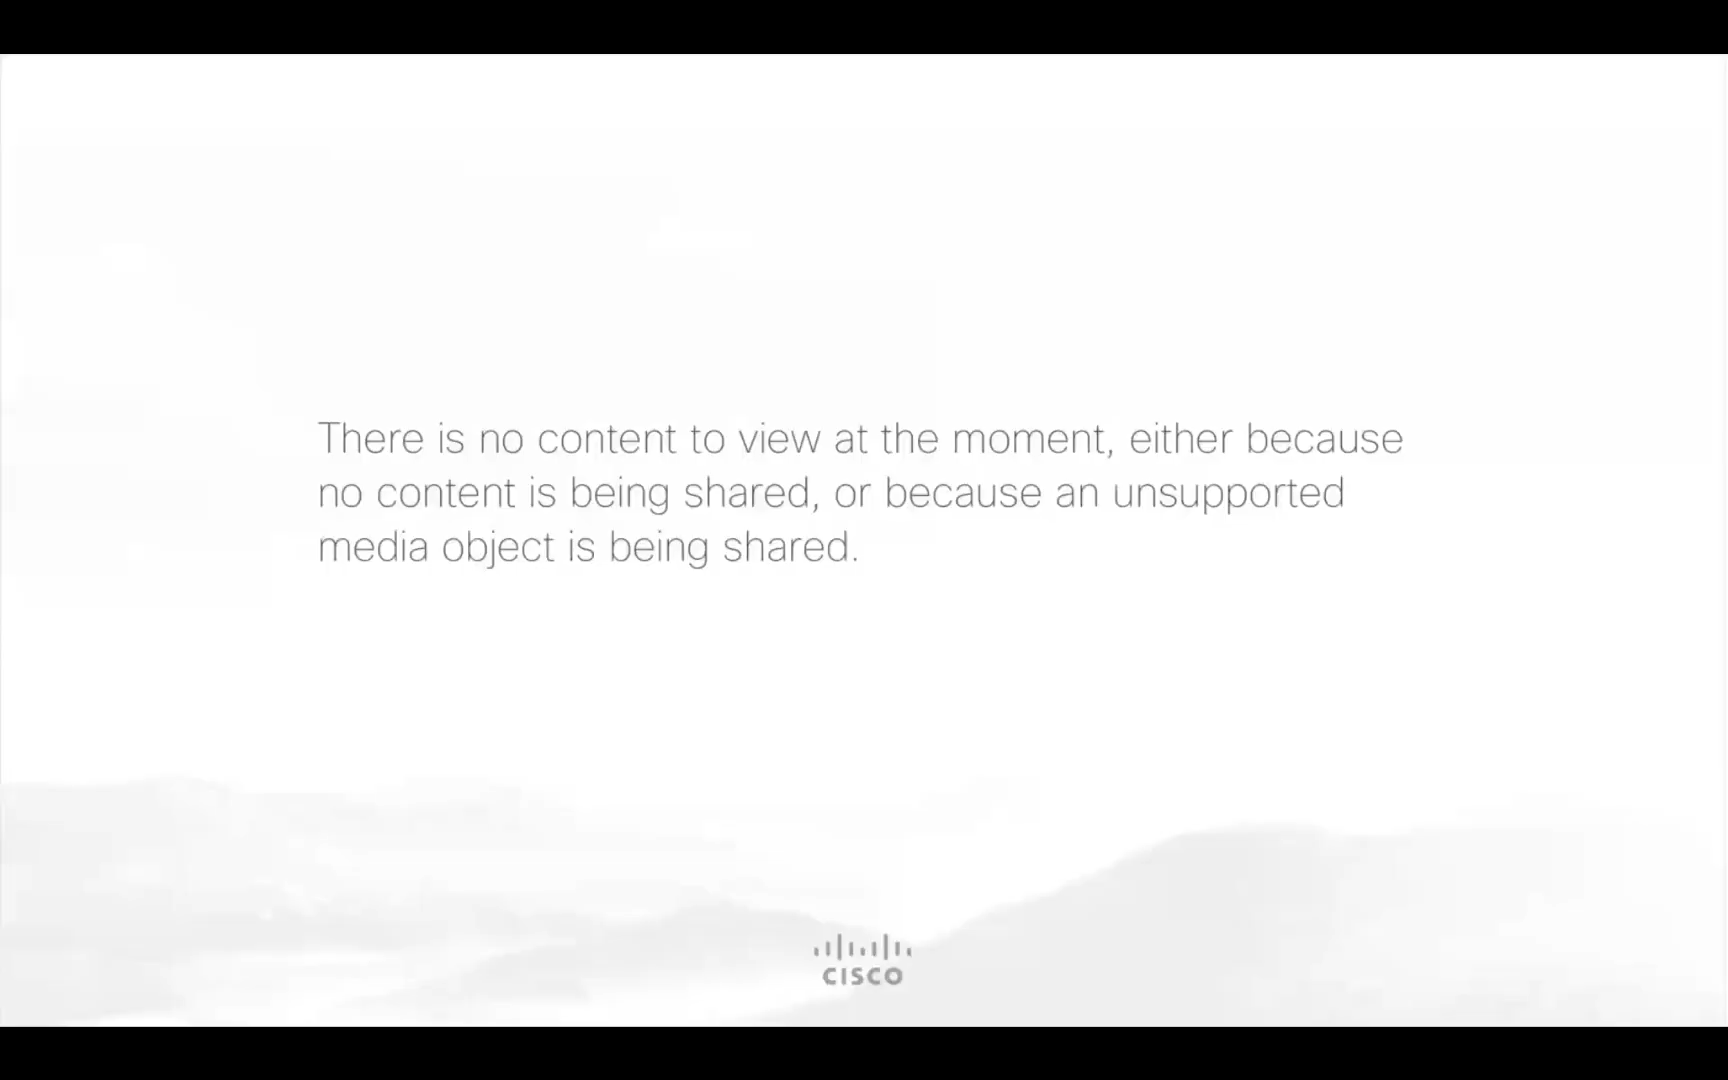 There is no content to view at the moment, either because
no content is being shared, or because an unsupported
media object is being shared.
CISCO